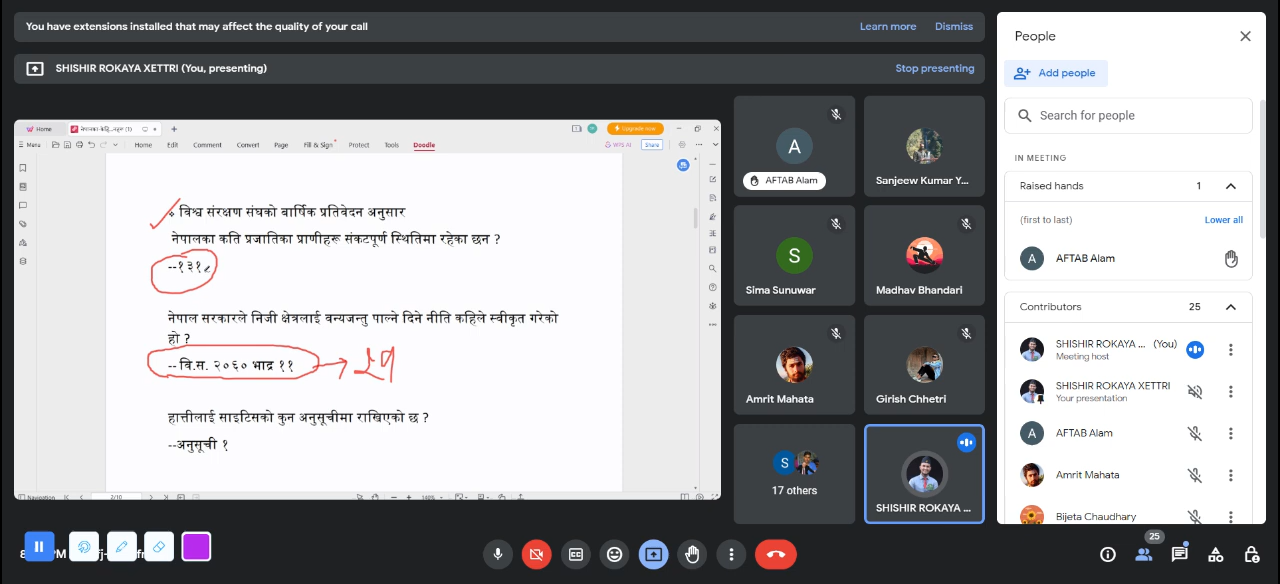 You have extensions installed that may affect the quality of your call
Learn more
Dismiss
SHISHIR ROKAYA XETTRI (You, presenting)
Stop presenting
Home
+
Upgrade now
Menu
Home
Edit
Comment
Convert
Page
Fill & Sign
Protect
Tools
Doodle
WPS AI
Share
विश्व संरक्षण संघको बार्षिक प्रतिवेदन अनुसार
नेपालका कति प्रजातिका प्राणीहरू संकटपूर्ण स्थितिमा रहेका छन ?
नेपाल सरकारले निजी क्षेत्रलाई वन्यजन्तु पाल्ने दिने नीति कहिले स्वीकृत गरेको
हो ?
--वि.स. २०६० भाद्र ११
हात्तीलाई साइटिसको कुन अनुसूचीमा राखिएको छ ?
--अनुसूची १
Navigation
2/10
148%
A
AFTAB Alam
Sanjeew Kumar Y...
S
Sima Sunuwar
Madhav Bhandari
Amrit Mahata
Girish Chhetri
S
17 others
SHISHIR ROKAYA ...
People
Add people
Search for people
IN MEETING
Raised hands
1
(first to last)
Lower all
A
AFTAB Alam
Contributors
25
SHISHIR ROKAYA ... (You)
Meeting host
SHISHIR ROKAYA XETTRI
Your presentation
A
AFTAB Alam
Amrit Mahata
Bijeta Chaudhary
25